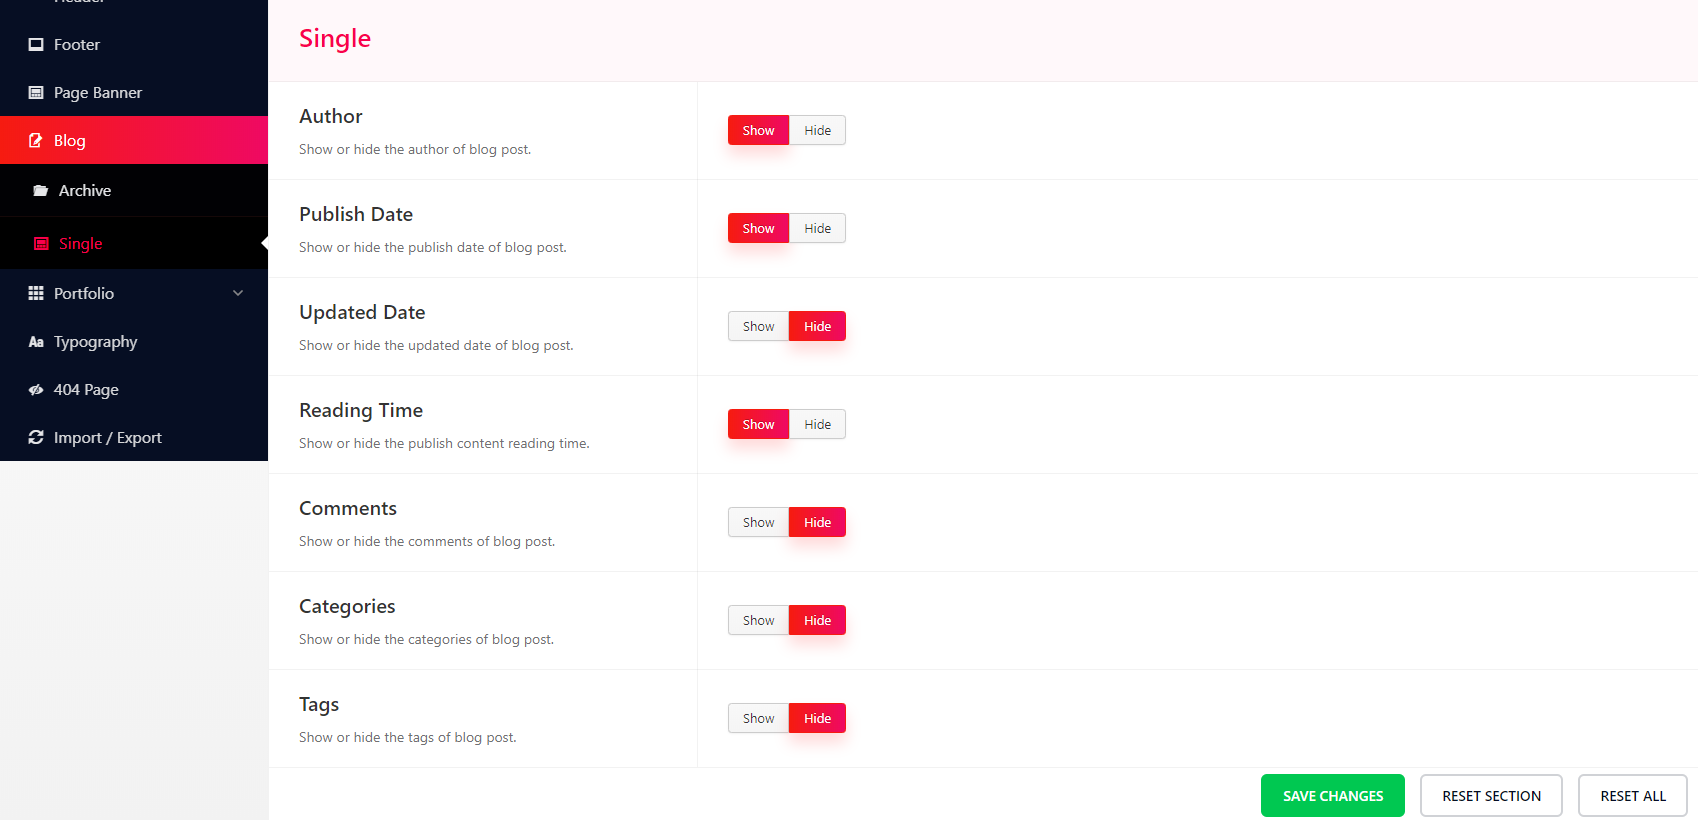 Header
Footer
Page Banner
Blog
Archive
Single
Portfolio
Aa Typography
404 Page
Import / Export
Single
Author
Show or hide the author of blog post.
Show Hide
Publish Date
Show or hide the publish date of blog post.
Show Hide
Updated Date
Show or hide the updated date of blog post.
Show Hide
Reading Time
Show or hide the publish content reading time.
Show Hide
Comments
Show or hide the comments of blog post.
Show Hide
Categories
Show or hide the categories of blog post.
Show Hide
Tags
Show or hide the tags of blog post.
Show Hide
SAVE CHANGES RESET SECTION RESET ALL